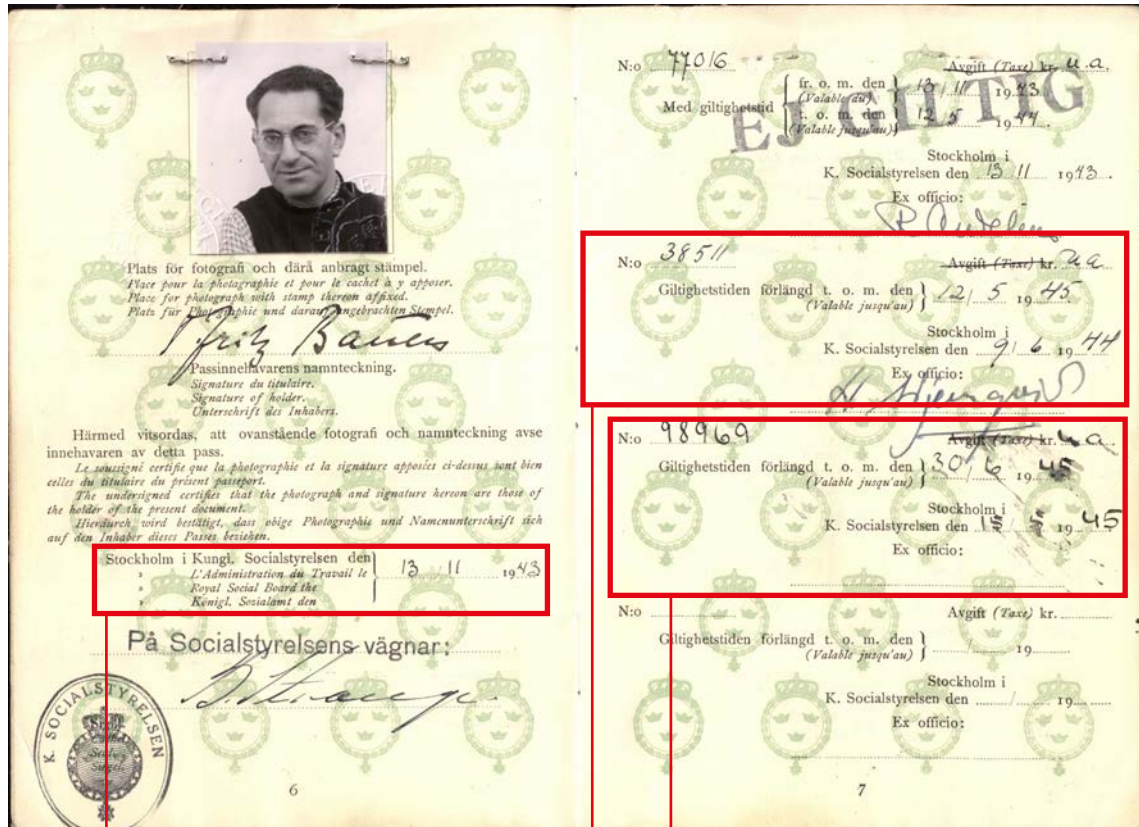 Plats för fotografi och därå anbragt stämpel.
Place pour la photagraphie et pour le cachet à y apposer.
Place for photograph with stamp thereon affixed.
Platz für Photographie und darauf angebrachten Stempel.
Fritz Bauer
Passinnehavarens namnteckning.
Signature du titulaire.
Signature of holder.
Unterschrift des Inhabers.
Härmed vitsordas, att ovanstående fotografi och namnteckning avse
innehavaren av detta pass.
Le soussigné certifie que la photographie et la signature apposées ci-dessus sont bien
celles du titulaire du présent passeport.
The undersigned certifies that the photograph and signature hereon are those of
the holder of the present document.
Hierdurch wird bestätigt, dass obige Photographie und Namenunterschrift sich
auf den Inhaber dieses Passes beziehen.
Stockholm i Kungl. Socialstyrelsen den
» L'Administration du Travail le } 13 / 11 1943
» Royal Social Board the
» Königl. Sozialamt den
På Socialstyrelsens vägnar:
K. SOCIALSTYRELSEN
6
N:o 77016 Avgift (Taxe) kr. u.a.
Med giltighetstid { fr. o. m. den (Valable du) } 13 / 11 1943
{ t. o. m. den (Valable jusqu'au) } 12 / 5 1944
EJ GILTIG
Stockholm i
K. Socialstyrelsen den 13 / 11 1943
Ex officio:
N:o 38511 Avgift (Taxe) kr. u a
Giltighetstiden förlängd t. o. m. den (Valable jusqu'au) } 12 / 5 1945
Stockholm i
K. Socialstyrelsen den 9 / 6 1944
Ex officio:
N:o 98969 Avgift (Taxe) kr. u a
Giltighetstiden förlängd t. o. m. den (Valable jusqu'au) } 30 / 6 1945
Stockholm i
K. Socialstyrelsen den 15 / 5 1945
Ex officio:
N:o Avgift (Taxe) kr.
Giltighetstiden förlängd t. o. m. den (Valable jusqu'au) } / 19
Stockholm i
K. Socialstyrelsen den / 19
Ex officio:
7